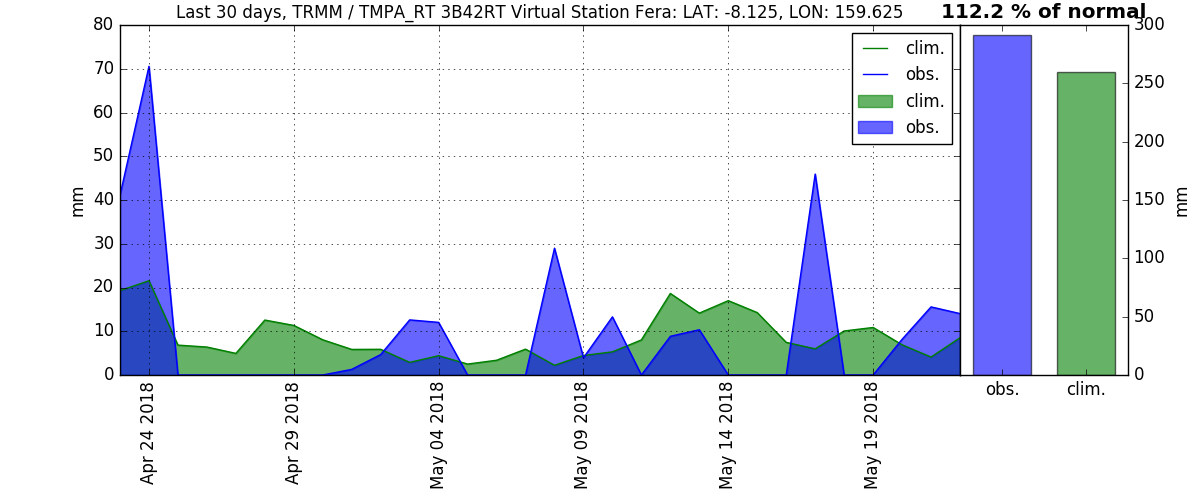 Last 30 days, TRMM / TMPA_RT 3B42RT Virtual Station Fera: LAT: -8.125, LON: 159.625
112.2 % of normal
80
70
60
50
40
30
20
10
0
mm
clim.
obs.
clim.
obs.
300
250
200
150
100
50
0
mm
obs.
clim.
Apr 24 2018
Apr 29 2018
May 04 2018
May 09 2018
May 14 2018
May 19 2018